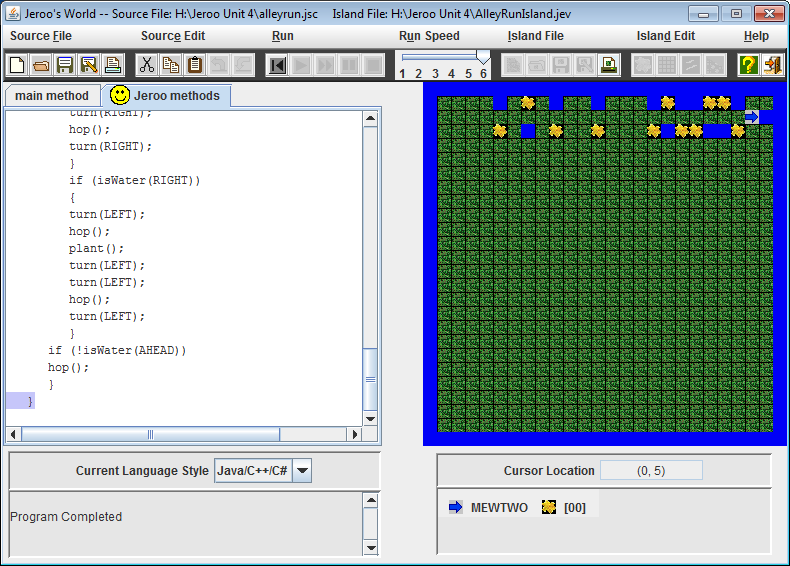 Jeroo's World -- Source File: H:\Jeroo Unit 4\alleyrun.jsc    Island File: H:\Jeroo Unit 4\AlleyRunIsland.jev
Source File    Source Edit    Run    Run Speed    Island File    Island Edit    Help
1 2 3 4 5 6
main method    Jeroo methods
turn(RIGHT);
hop();
turn(RIGHT);
}
if (isWater(RIGHT))
{
turn(LEFT);
hop();
plant();
turn(LEFT);
turn(LEFT);
hop();
turn(LEFT);
}
if (!isWater(AHEAD))
hop();
}
}
Current Language Style    Java/C++/C#
Cursor Location    (0, 5)
Program Completed
MEWTWO    [00]